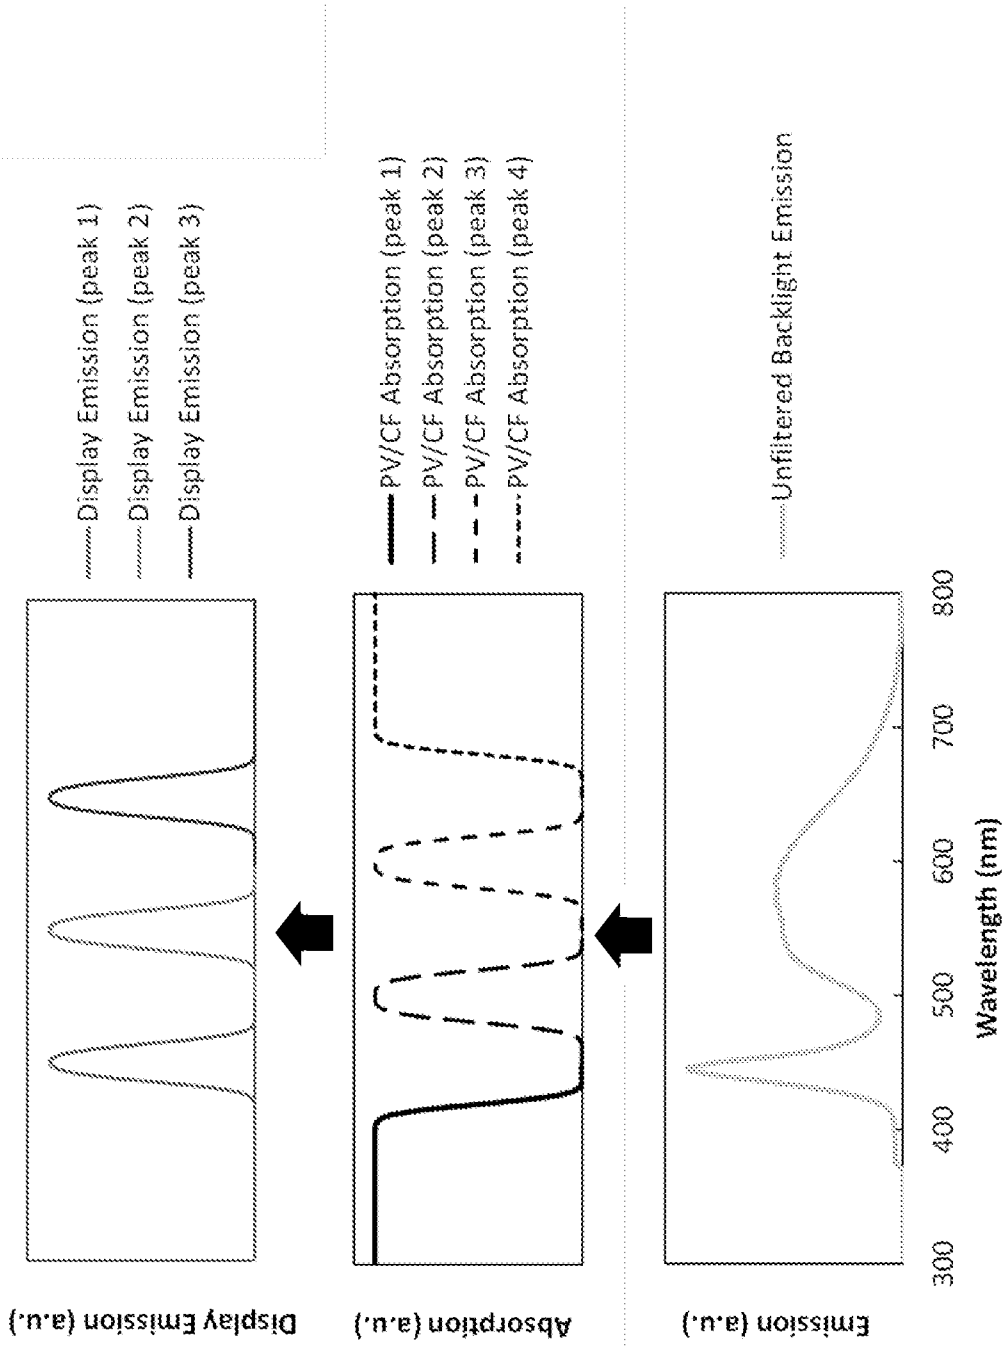 Display Emission (a.u.)
Display Emission (peak 1)
Display Emission (peak 2)
Display Emission (peak 3)
Absorption (a.u.)
PV/CF Absorption (peak 1)
PV/CF Absorption (peak 2)
PV/CF Absorption (peak 3)
PV/CF Absorption (peak 4)
Emission (a.u.)
Unfiltered Backlight Emission
300 400 500 600 700 800
Wavelength (nm)